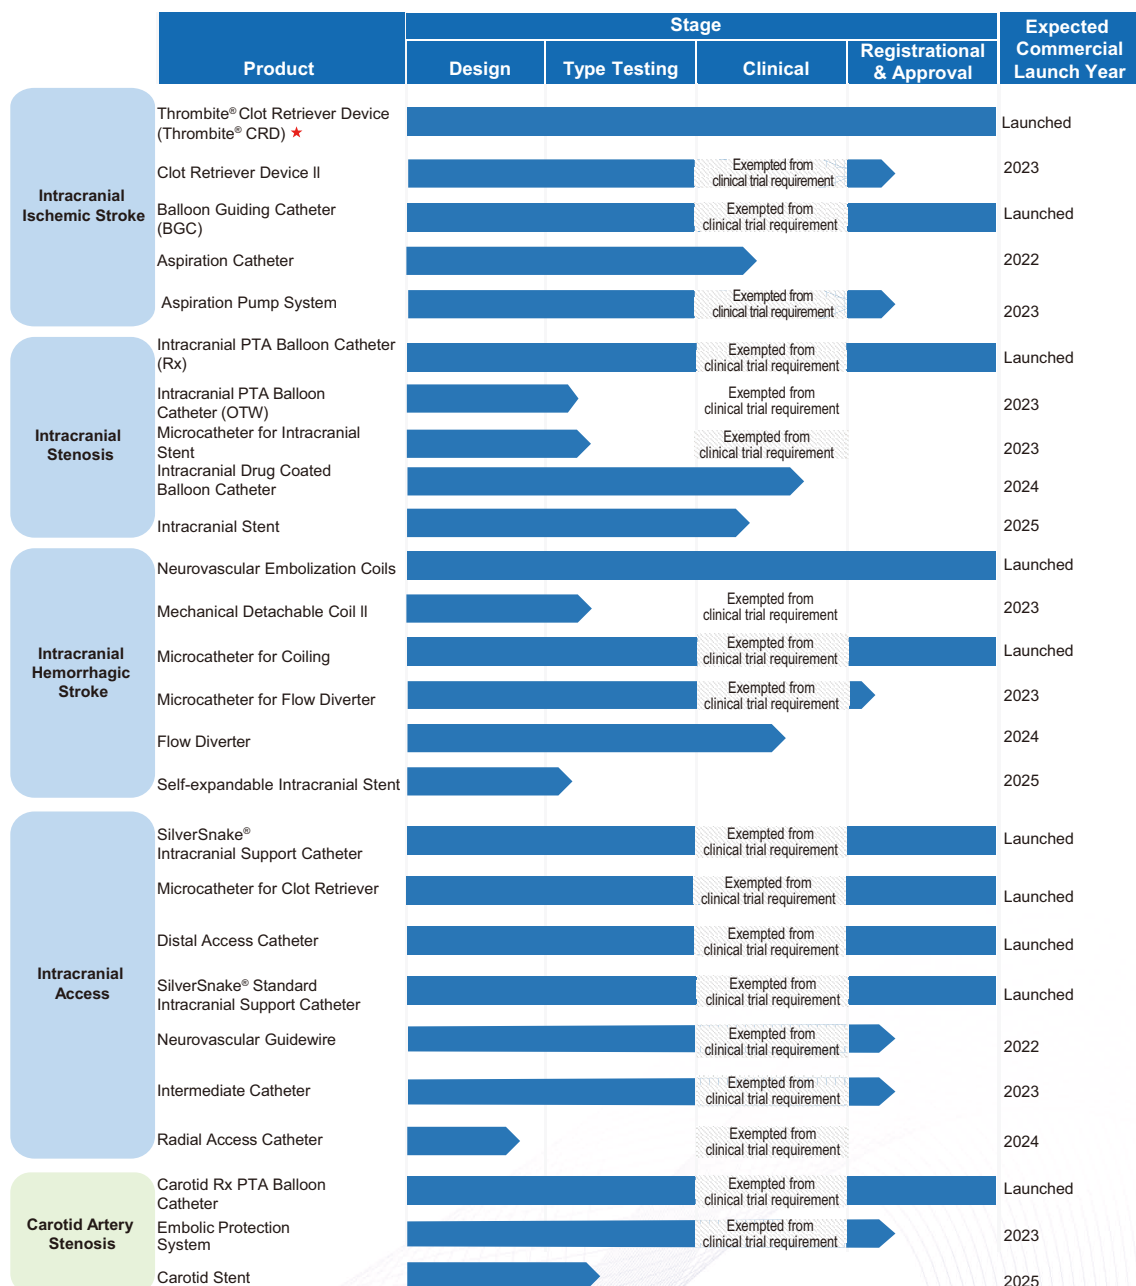 Product
Stage
Design
Type Testing
Clinical
Registrational
& Approval
Expected
Commercial
Launch Year
Intracranial
Ischemic Stroke
Thrombite® Clot Retriever Device
(Thrombite® CRD) ★
Launched
Clot Retriever Device II
Exempted from
clinical trial requirement
2023
Balloon Guiding Catheter
(BGC)
Exempted from
clinical trial requirement
Launched
Aspiration Catheter
2022
Aspiration Pump System
Exempted from
clinical trial requirement
2023
Intracranial
Stenosis
Intracranial PTA Balloon Catheter
(Rx)
Exempted from
clinical trial requirement
Launched
Intracranial PTA Balloon
Catheter (OTW)
Exempted from
clinical trial requirement
2023
Microcatheter for Intracranial
Stent
Exempted from
clinical trial requirement
2023
Intracranial Drug Coated
Balloon Catheter
2024
Intracranial Stent
2025
Intracranial
Hemorrhagic
Stroke
Neurovascular Embolization Coils
Launched
Mechanical Detachable Coil II
Exempted from
clinical trial requirement
2023
Microcatheter for Coiling
Exempted from
clinical trial requirement
Launched
Microcatheter for Flow Diverter
Exempted from
clinical trial requirement
2023
Flow Diverter
2024
Self-expandable Intracranial Stent
2025
Intracranial
Access
SilverSnake®
Intracranial Support Catheter
Exempted from
clinical trial requirement
Launched
Microcatheter for Clot Retriever
Exempted from
clinical trial requirement
Launched
Distal Access Catheter
Exempted from
clinical trial requirement
Launched
SilverSnake® Standard
Intracranial Support Catheter
Exempted from
clinical trial requirement
Launched
Neurovascular Guidewire
Exempted from
clinical trial requirement
2022
Intermediate Catheter
Exempted from
clinical trial requirement
2023
Radial Access Catheter
Exempted from
clinical trial requirement
2024
Carotid Artery
Stenosis
Carotid Rx PTA Balloon
Catheter
Exempted from
clinical trial requirement
Launched
Embolic Protection
System
Exempted from
clinical trial requirement
2023
Carotid Stent
2025